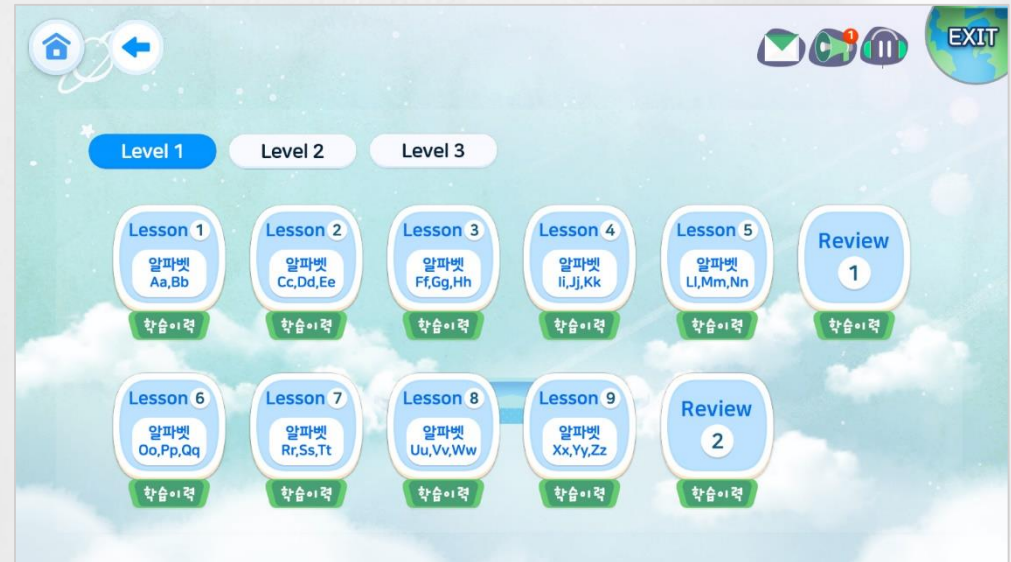 EXIT
1
Level 1
Level 2
Level 3
Lesson 1
알파벳
Aa,Bb
학습이력
Lesson 2
알파벳
Cc,Dd,Ee
학습이력
Lesson 3
알파벳
Ff,Gg,Hh
학습이력
Lesson 4
알파벳
Ii,Jj,Kk
학습이력
Lesson 5
알파벳
Ll,Mm,Nn
학습이력
Review
1
학습이력
Lesson 6
알파벳
Oo,Pp,Qq
학습이력
Lesson 7
알파벳
Rr,Ss,Tt
학습이력
Lesson 8
알파벳
Uu,Vv,Ww
학습이력
Lesson 9
알파벳
Xx,Yy,Zz
학습이력
Review
2
학습이력